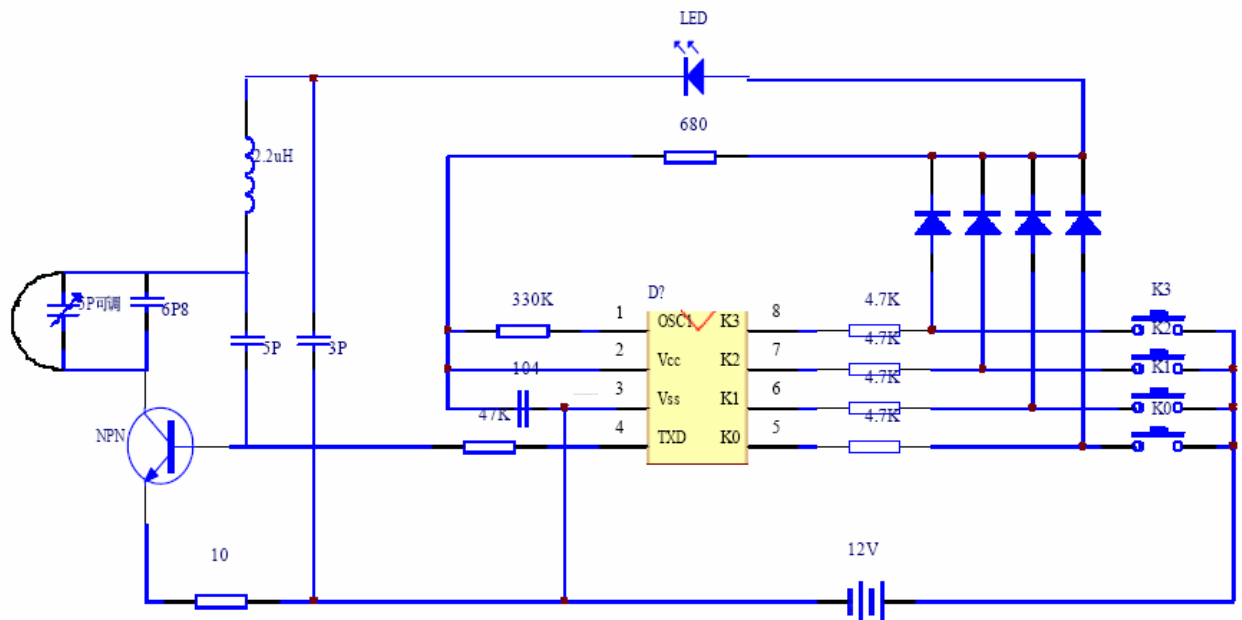 LED
680
2.2uH
5P可调
6P8
5P
3P
330K
D?
4.7K
K3
1
OSC1
K3
8
4.7K
K2
2
Vcc
K2
7
104
4.7K
K1
3
Vss
K1
6
47K
4.7K
K0
4
TXD
K0
5
NPN
10
12V